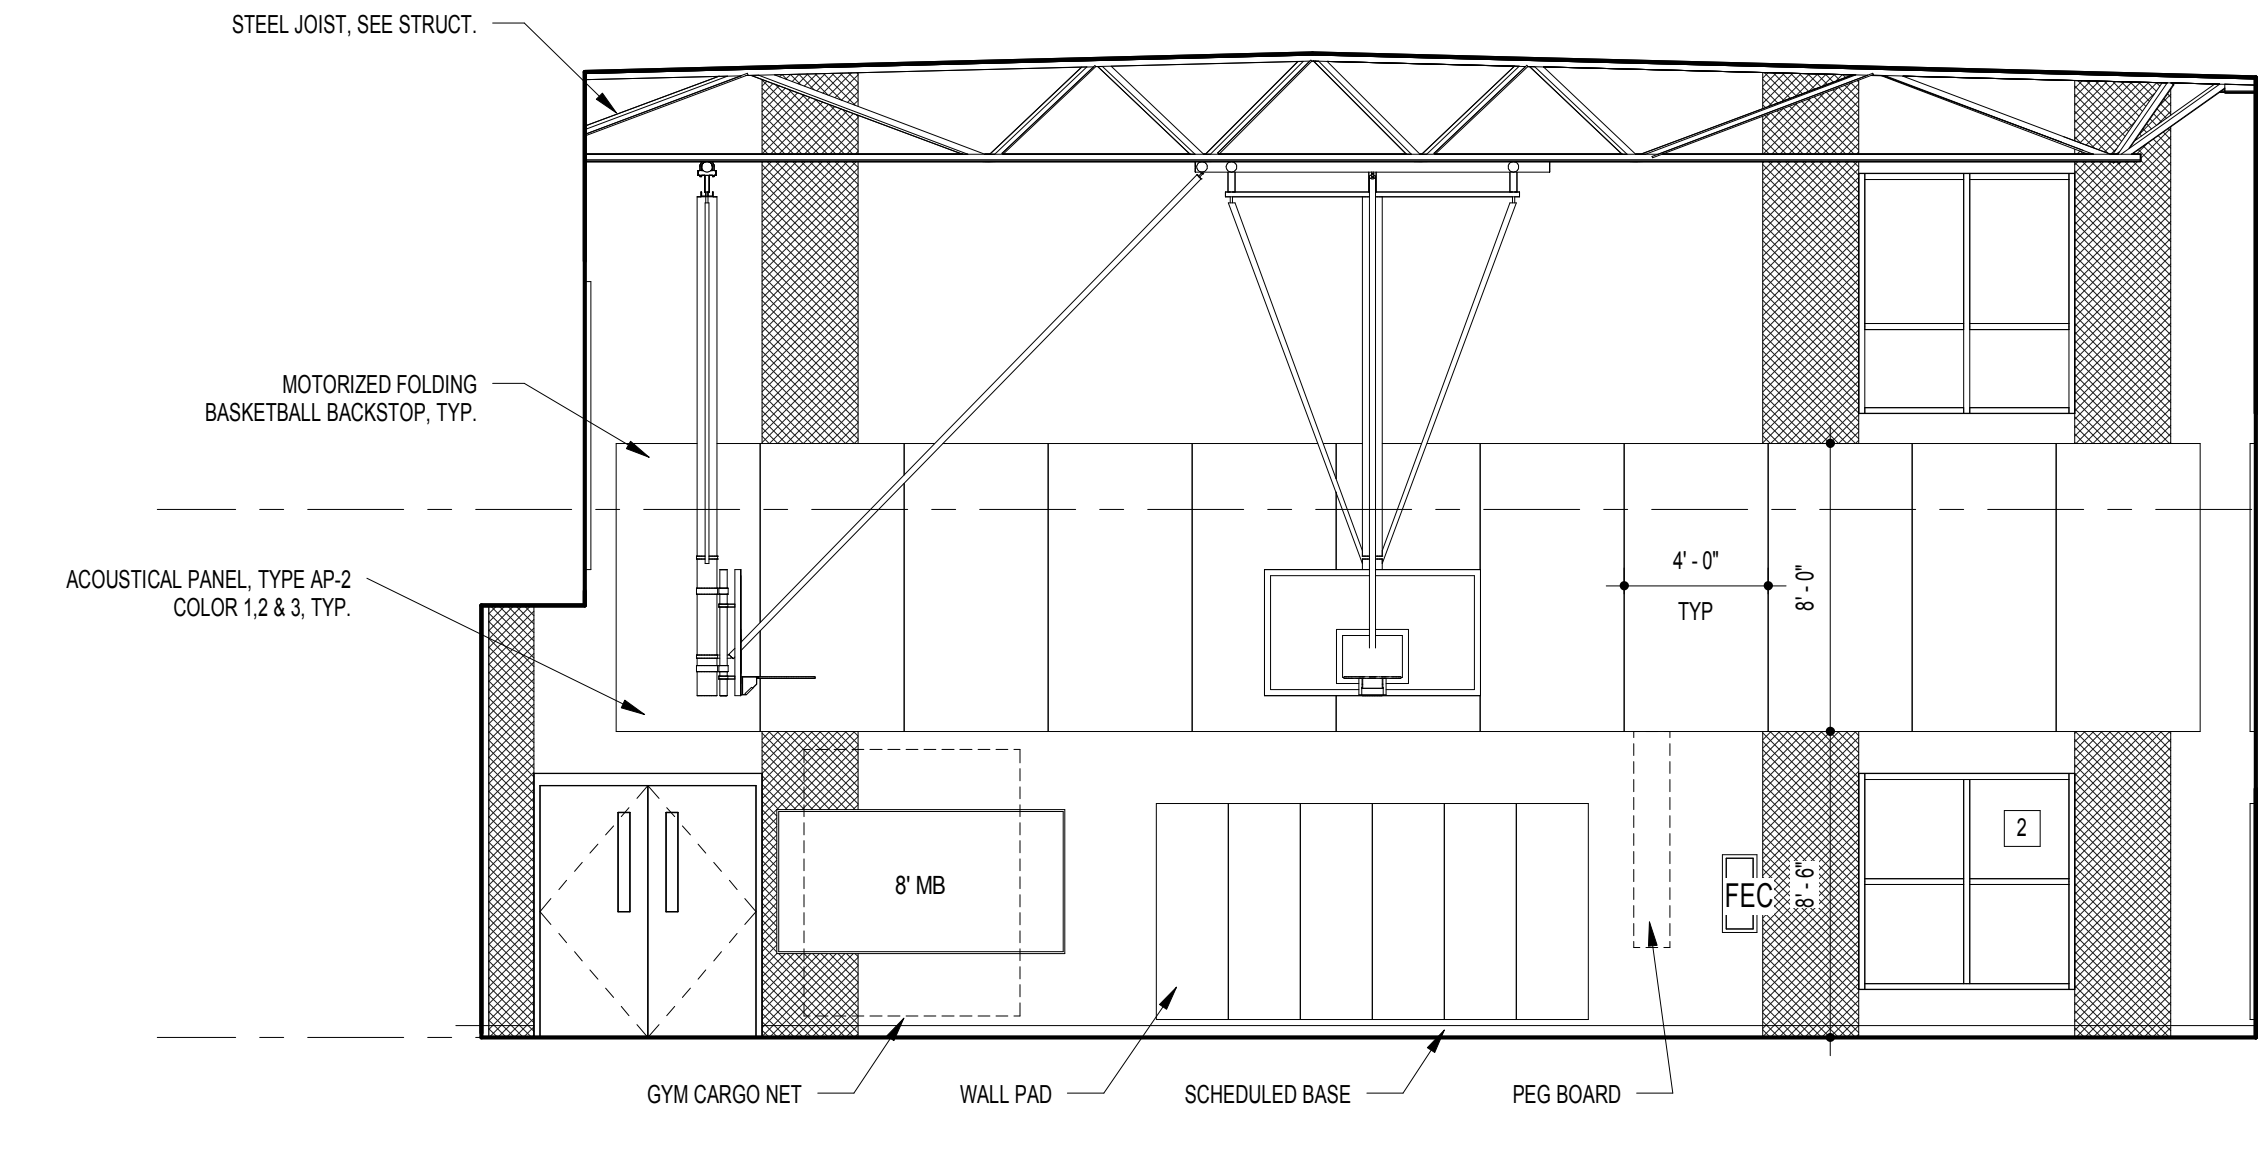 STEEL JOIST, SEE STRUCT.
MOTORIZED FOLDING
BASKETBALL BACKSTOP, TYP.
ACOUSTICAL PANEL, TYPE AP-2
COLOR 1,2 & 3, TYP.
4' - 0"
TYP
8' - 0"
8' MB
FEC
8' - 6"
2
GYM CARGO NET
WALL PAD
SCHEDULED BASE
PEG BOARD